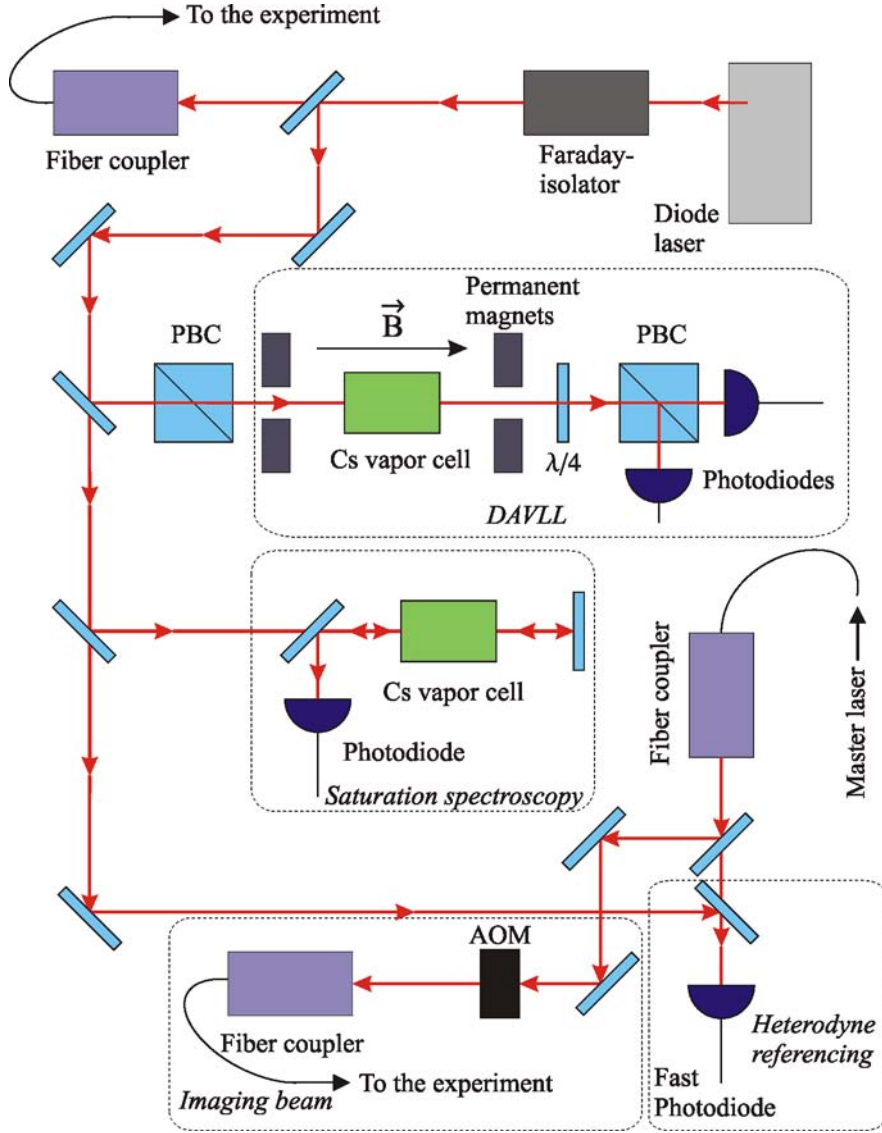 To the experiment
Fiber coupler
Faraday-
isolator
Diode
laser
PBC
B
Permanent
magnets
PBC
Cs vapor cell
λ/4
Photodiodes
DAVLL
Cs vapor cell
Photodiode
Saturation spectroscopy
Fiber coupler
Master laser
AOM
Fiber coupler
To the experiment
Imaging beam
Heterodyne
referencing
Fast
Photodiode